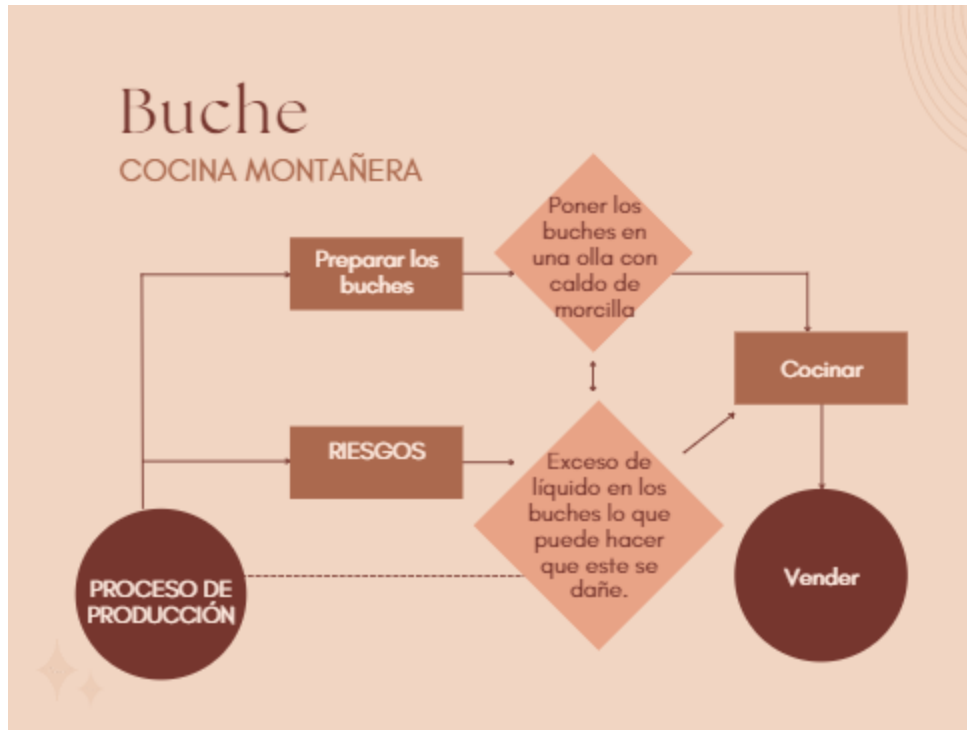 Buche
COCINA MONTAÑERA
Preparar los
buches
Poner los
buches en
una olla con
caldo de
morcilla
Cocinar
RIESGOS
Exceso de
líquido en los
buches lo que
puede hacer
que este se
dañe.
PROCESO DE
PRODUCCIÓN
Vender